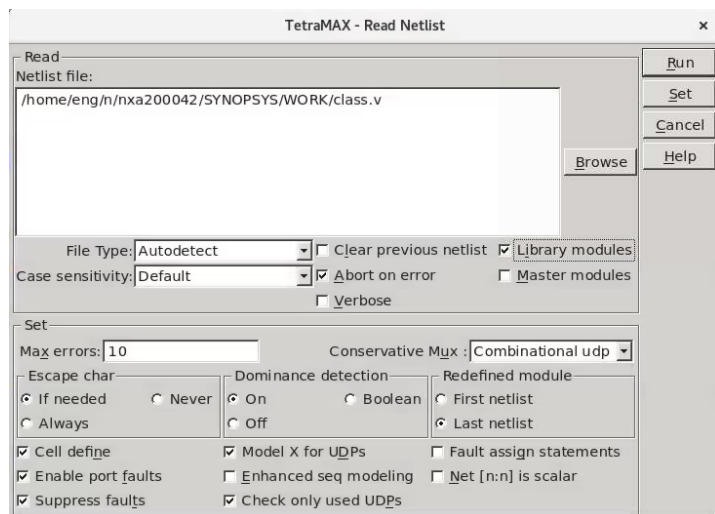 TetraMAX - Read Netlist ×
Read
Netlist file:
/home/eng/n/nxa200042/SYNOPSYS/WORK/class.v
Run
Set
Cancel
Help
Browse
File Type: Autodetect Clear previous netlist Library modules
Case sensitivity: Default Abort on error Master modules
Verbose
Set
Max errors: 10 Conservative Mux : Combinational udp
Escape char Dominance detection Redefined module
If needed Never On Boolean First netlist
Always Off Last netlist
Cell define Model X for UDPs Fault assign statements
Enable port faults Enhanced seq modeling Net [n:n] is scalar
Suppress faults Check only used UDPs